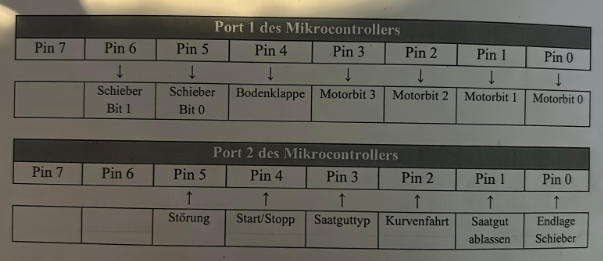 Port 1 des Mikrocontrollers
Pin 7 Pin 6 Pin 5 Pin 4 Pin 3 Pin 2 Pin 1 Pin 0
↓ ↓ ↓ ↓ ↓ ↓ ↓
Schieber Schieber Bodenklappe Motorbit 3 Motorbit 2 Motorbit 1 Motorbit 0
Bit 1 Bit 0
Port 2 des Mikrocontrollers
Pin 7 Pin 6 Pin 5 Pin 4 Pin 3 Pin 2 Pin 1 Pin 0
↑ ↑ ↑ ↑ ↑ ↑
Störung Start/Stopp Saatguttyp Kurvenfahrt Saatgut Endlage
ablassen Schieber